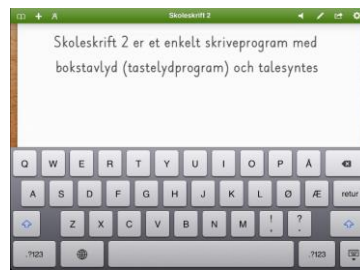 Skoleskrift 2
Skoleskrift 2 er et enkelt skriveprogram med
bokstavlyd (tastelydprogram) och talesyntes
Q W E R T Y U I O P Å
A S D F G H J K L Ø Æ retur
Z X C V B N M ! , ? .
.?123 .?123